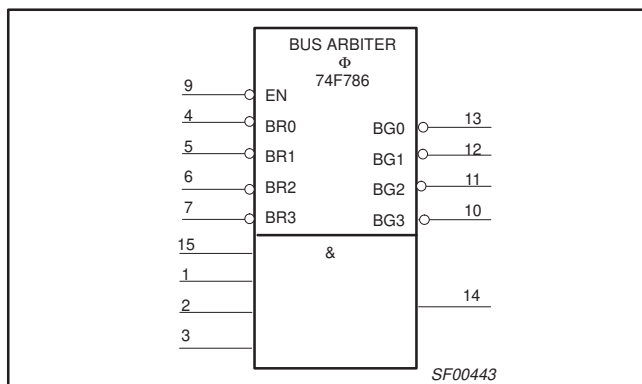 BUS ARBITER
Φ
74F786
9 EN
4 BR0 BG0 13
5 BR1 BG1 12
6 BR2 BG2 11
7 BR3 BG3 10
15 &
1
2 14
3
SF00443